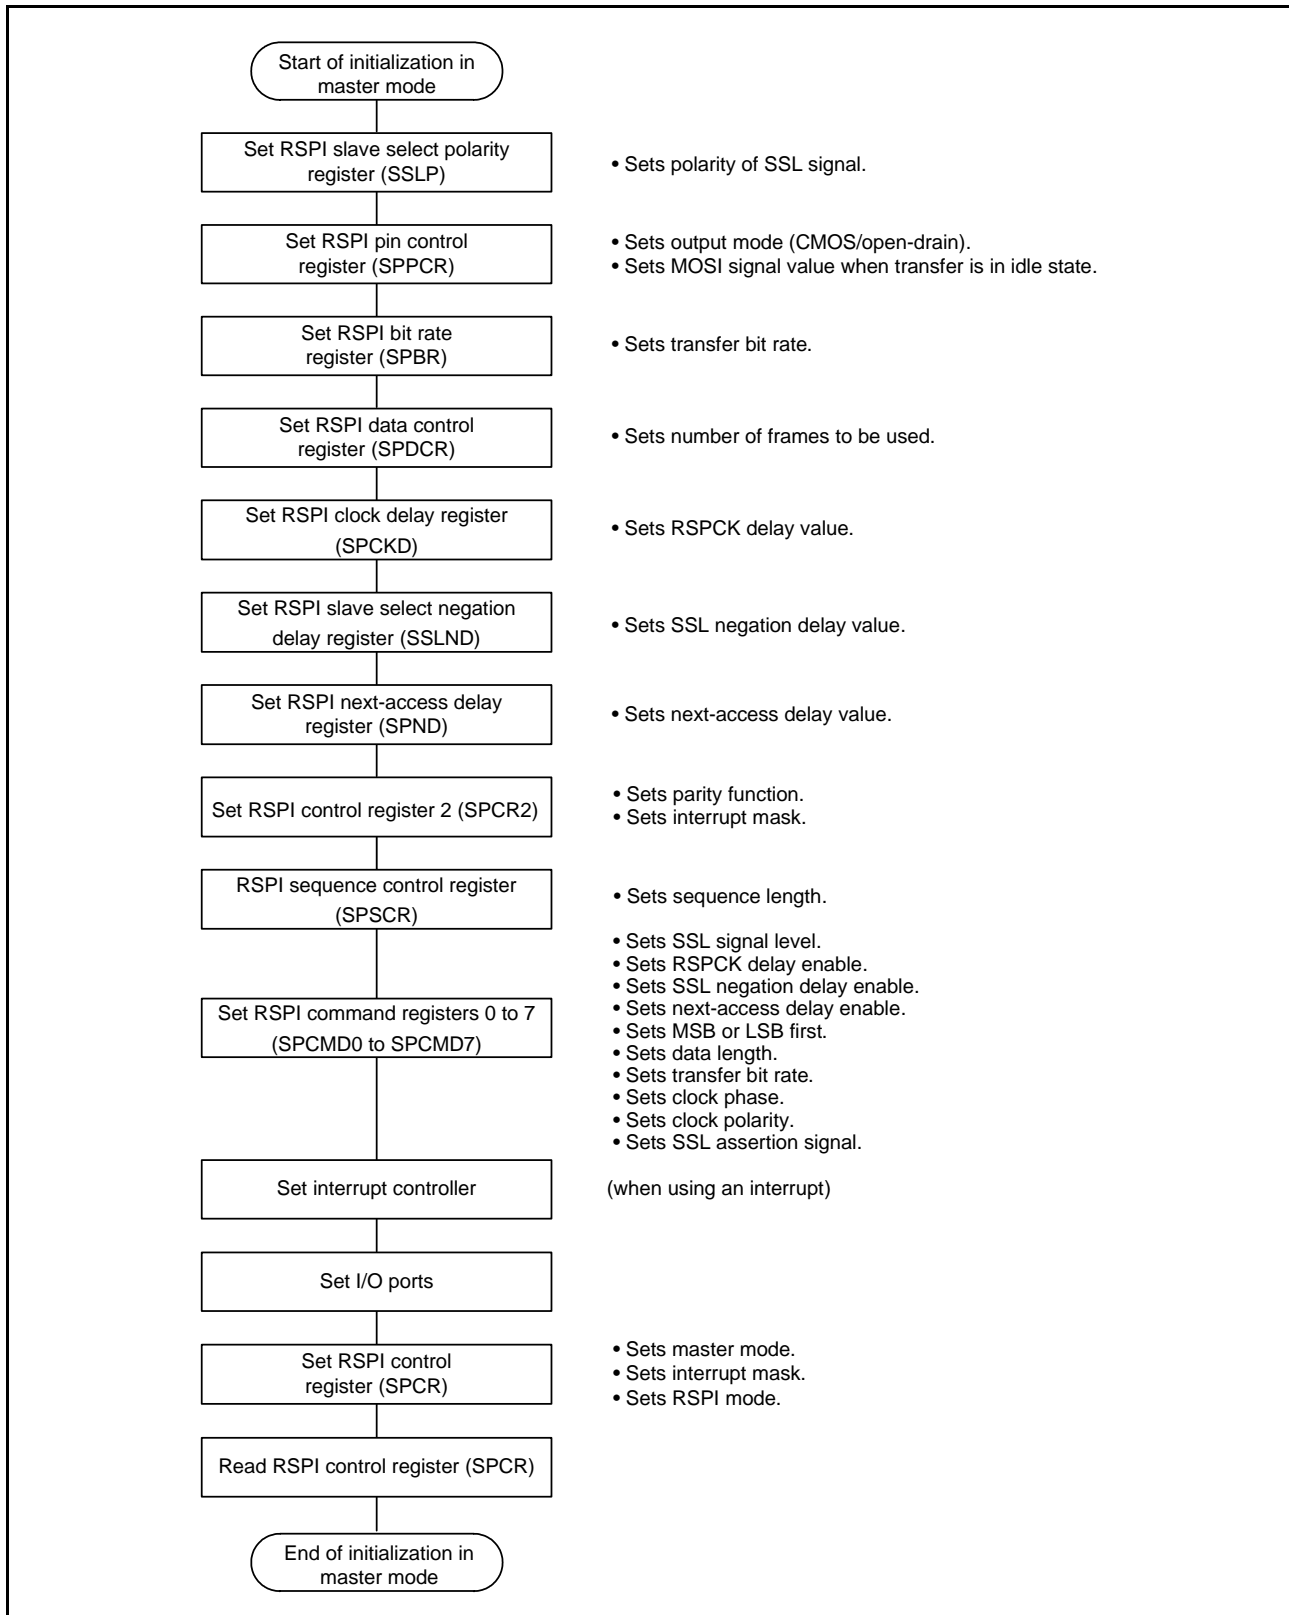 Start of initialization in
master mode
Set RSPI slave select polarity
register (SSLP)
• Sets polarity of SSL signal.
Set RSPI pin control
register (SPPCR)
• Sets output mode (CMOS/open-drain).
• Sets MOSI signal value when transfer is in idle state.
Set RSPI bit rate
register (SPBR)
• Sets transfer bit rate.
Set RSPI data control
register (SPDCR)
• Sets number of frames to be used.
Set RSPI clock delay register
(SPCKD)
• Sets RSPCK delay value.
Set RSPI slave select negation
delay register (SSLND)
• Sets SSL negation delay value.
Set RSPI next-access delay
register (SPND)
• Sets next-access delay value.
Set RSPI control register 2 (SPCR2)
• Sets parity function.
• Sets interrupt mask.
RSPI sequence control register
(SPSCR)
• Sets sequence length.
Set RSPI command registers 0 to 7
(SPCMD0 to SPCMD7)
• Sets SSL signal level.
• Sets RSPCK delay enable.
• Sets SSL negation delay enable.
• Sets next-access delay enable.
• Sets MSB or LSB first.
• Sets data length.
• Sets transfer bit rate.
• Sets clock phase.
• Sets clock polarity.
• Sets SSL assertion signal.
Set interrupt controller
(when using an interrupt)
Set I/O ports
Set RSPI control
register (SPCR)
• Sets master mode.
• Sets interrupt mask.
• Sets RSPI mode.
Read RSPI control register (SPCR)
End of initialization in
master mode